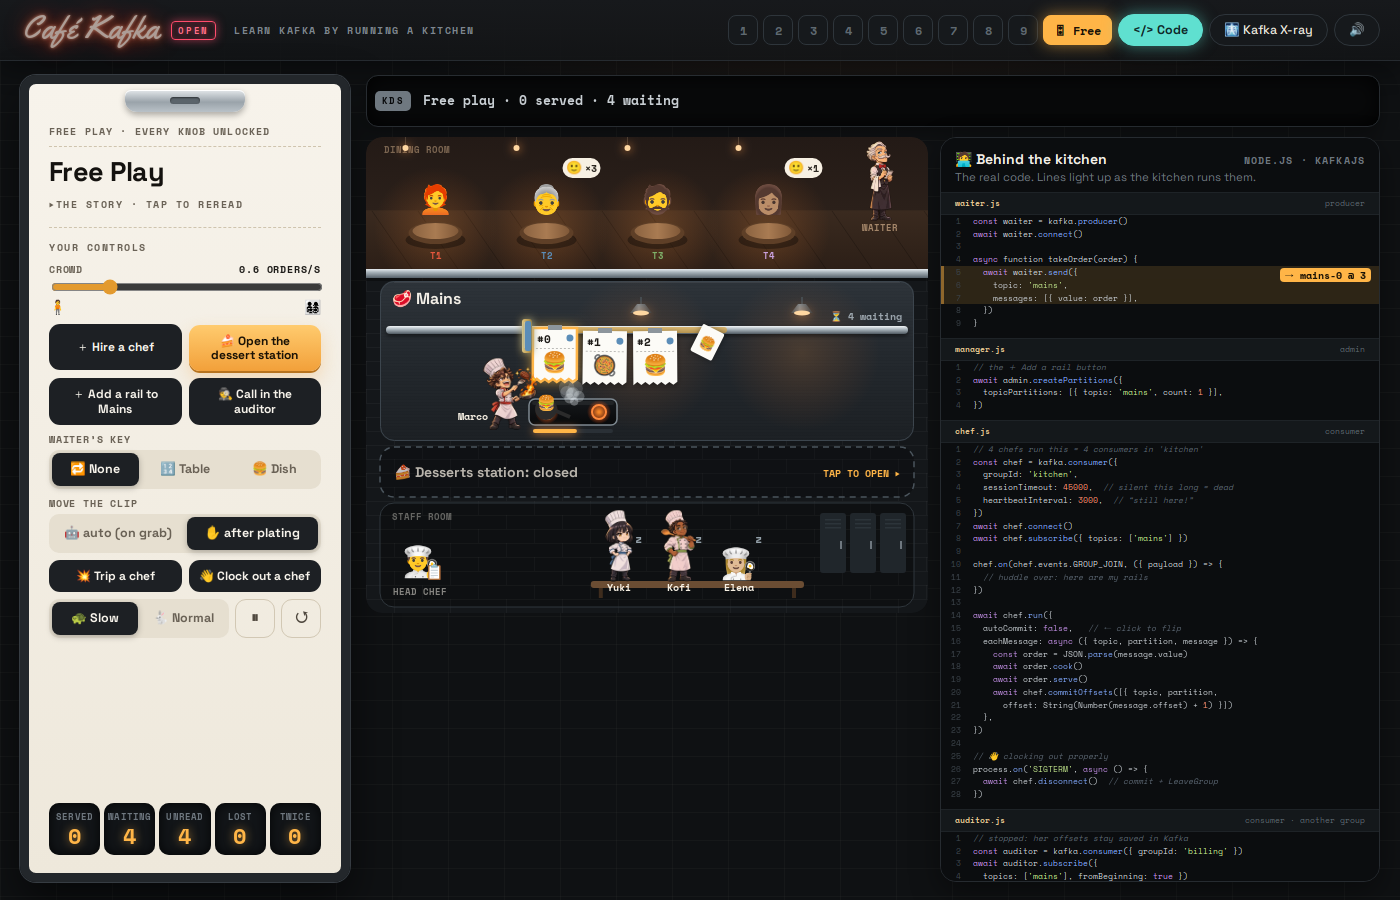 Café Kafka
OPEN
LEARN KAFKA BY RUNNING A KITCHEN
1 2 3 4 5 6 7 8 9
Free
</> Code
Kafka X-ray
FREE PLAY · EVERY KNOB UNLOCKED
Free Play
▸THE STORY · TAP TO REREAD
YOUR CONTROLS
CROWD 0.6 ORDERS/S
+ Hire a chef
Open the dessert station
+ Add a rail to Mains
Call in the auditor
WAITER'S KEY
None Table Dish
MOVE THE CLIP
auto (on grab) after plating
Trip a chef Clock out a chef
Slow Normal
SERVED WAITING UNREAD LOST TWICE
0 4 4 0 0
KDS Free play · 0 served · 4 waiting
DINING ROOM
×3
×1
WAITER
T1 T2 T3 T4
Mains
4 waiting
#0 #1 #2
Marco
Desserts station: closed
TAP TO OPEN ▸
STAFF ROOM
z z z
HEAD CHEF
Yuki Kofi Elena
Behind the kitchen
NODE.JS · KAFKAJS
The real code. Lines light up as the kitchen runs them.
waiter.js producer
1 const waiter = kafka.producer()
2 await waiter.connect()
3
4 async function takeOrder(order) {
5 await waiter.send({
→ mains-0 @ 3
6 topic: 'mains',
7 messages: [{ value: order }],
8 })
9 }
manager.js admin
1 // the + Add a rail button
2 await admin.createPartitions({
3 topicPartitions: [{ topic: 'mains', count: 1 }],
4 })
chef.js consumer
1 // 4 chefs run this = 4 consumers in 'kitchen'
2 const chef = kafka.consumer({
3 groupId: 'kitchen',
4 sessionTimeout: 45000, // silent this long = dead
5 heartbeatInterval: 3000, // "still here!"
6 })
7 await chef.connect()
8 await chef.subscribe({ topics: ['mains'] })
9
10 chef.on(chef.events.GROUP_JOIN, ({ payload }) => {
11 // huddle over: here are my rails
12 })
13
14 await chef.run({
15 autoCommit: false, // ← click to flip
16 eachMessage: async ({ topic, partition, message }) => {
17 const order = JSON.parse(message.value)
18 await order.cook()
19 await order.serve()
20 await chef.commitOffsets([{ topic, partition,
21 offset: String(Number(message.offset) + 1) }])
22 },
23 })
24
25 // 👋 clocking out properly
26 process.on('SIGTERM', async () => {
27 await chef.disconnect() // commit + LeaveGroup
28 })
auditor.js consumer · another group
1 // stopped: her offsets stay saved in Kafka
2 const auditor = kafka.consumer({ groupId: 'billing' })
3 await auditor.subscribe({
4 topics: ['mains'], fromBeginning: true })